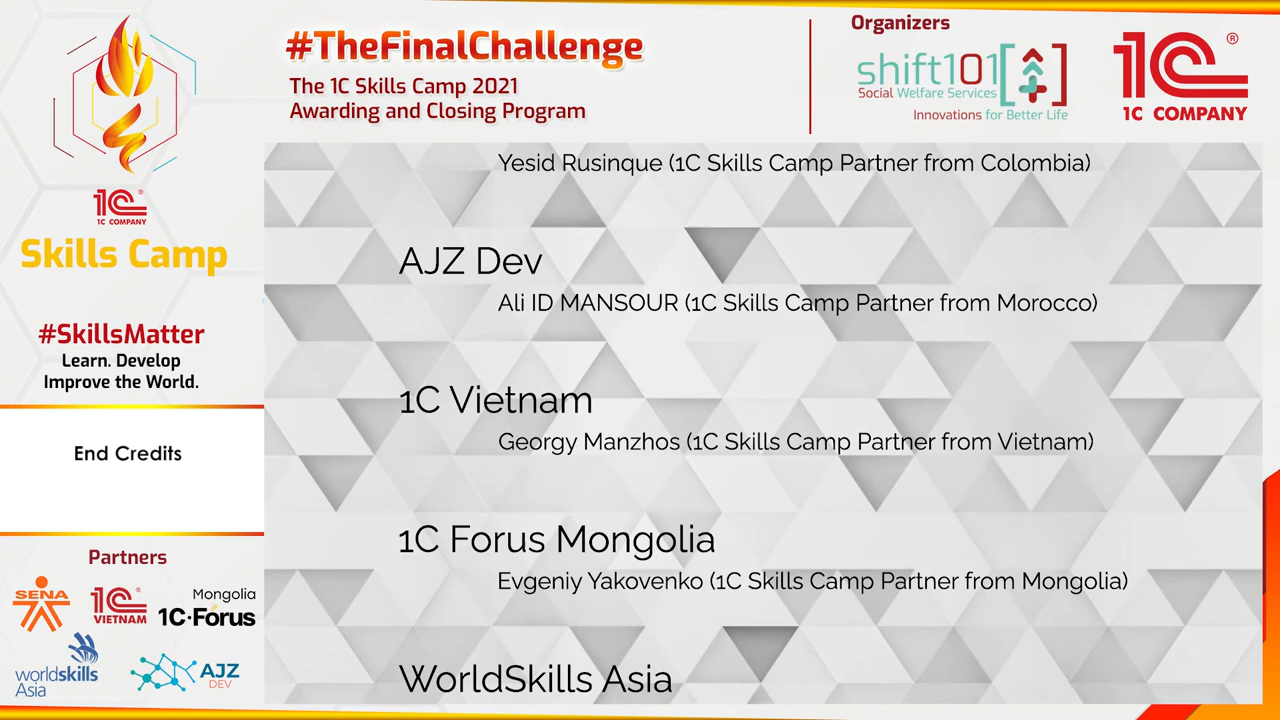 #TheFinalChallenge
The 1C Skills Camp 2021
Awarding and Closing Program
Organizers
shift101
Social Welfare Services
Innovations for Better Life
1C ®
1C COMPANY
1C ®
1C COMPANY
Skills Camp
#SkillsMatter
Learn. Develop
Improve the World.
End Credits
Partners
SENA
1C ®
VIETNAM
Mongolia
1C·Forus
worldskills
Asia
AJZ
DEV
Yesid Rusinque (1C Skills Camp Partner from Colombia)
AJZ Dev
Ali ID MANSOUR (1C Skills Camp Partner from Morocco)
1C Vietnam
Georgy Manzhos (1C Skills Camp Partner from Vietnam)
1C Forus Mongolia
Evgeniy Yakovenko (1C Skills Camp Partner from Mongolia)
WorldSkills Asia